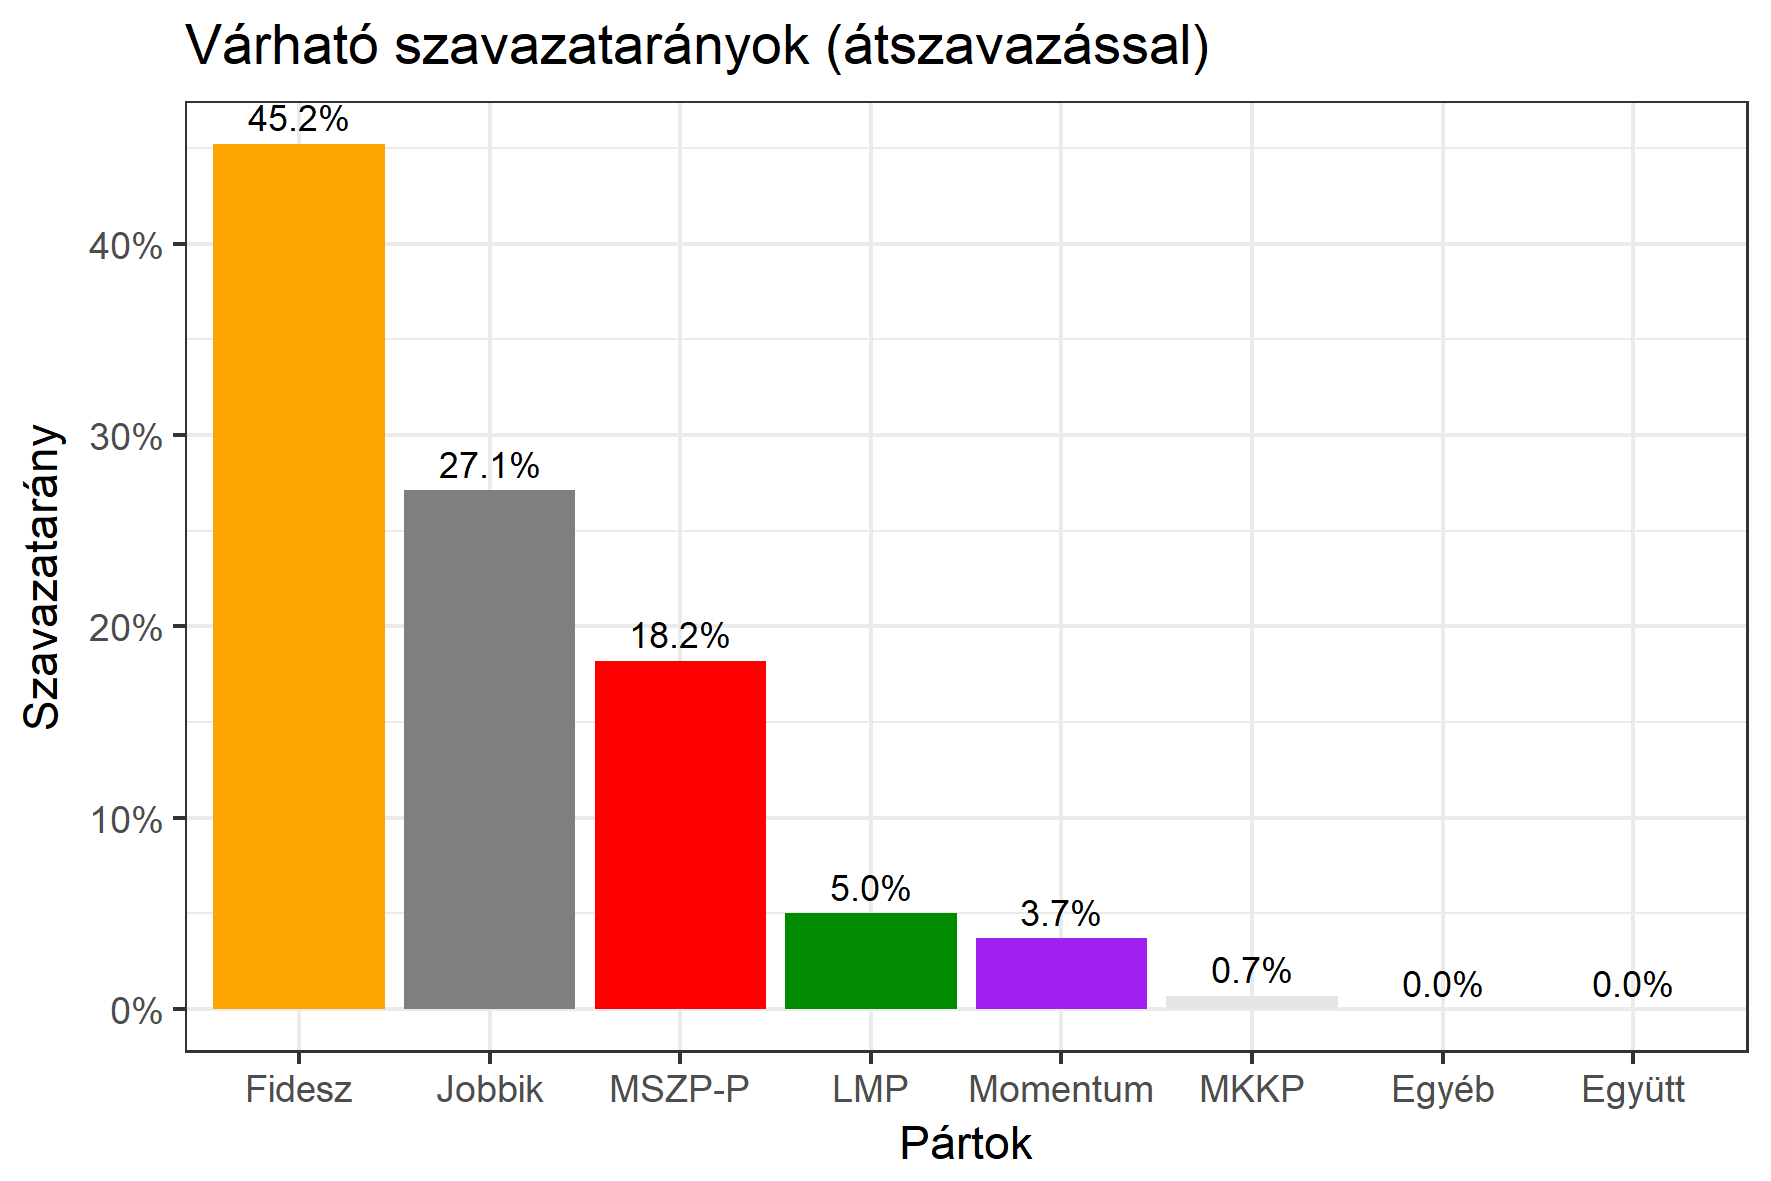 Várható szavazatarányok (átszavazással)
45.2%
27.1%
18.2%
5.0%
3.7%
0.7%
0.0%
0.0%
Szavazatarány
40%
30%
20%
10%
0%
Fidesz
Jobbik
MSZP-P
LMP
Momentum
MKKP
Egyéb
Együtt
Pártok